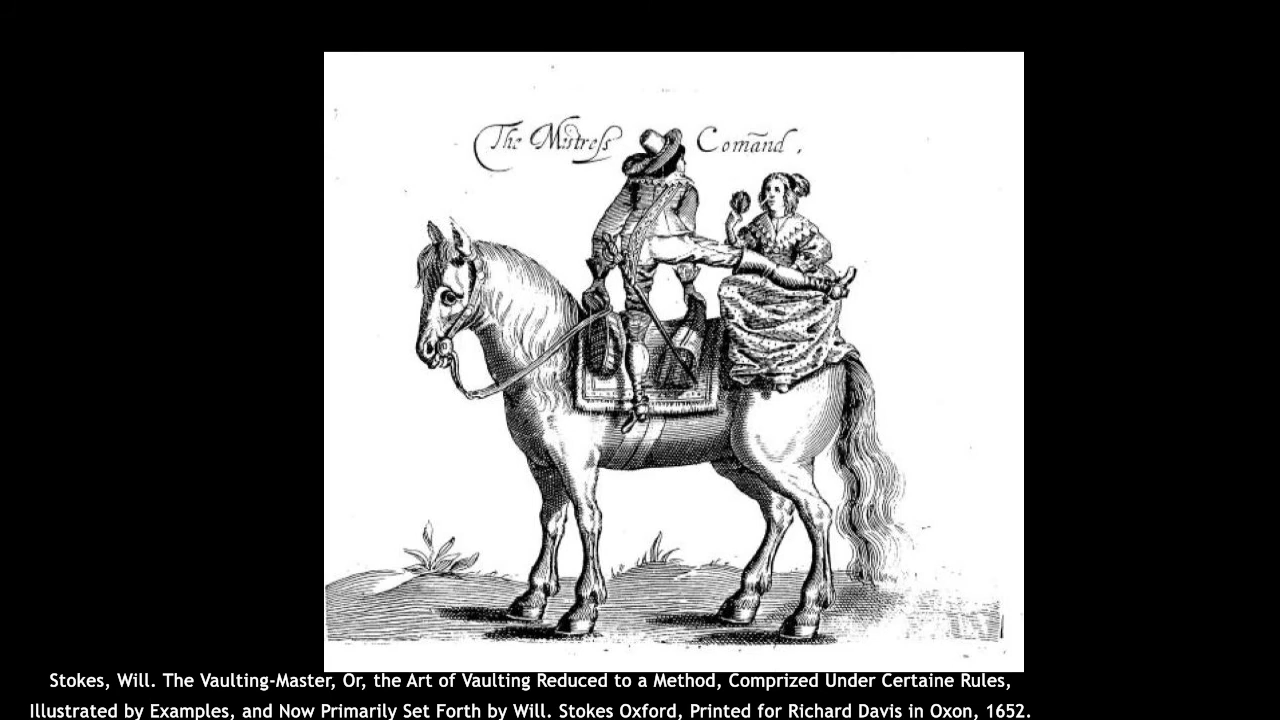 The Mistress Comãnd.
Stokes, Will. The Vaulting-Master, Or, the Art of Vaulting Reduced to a Method, Comprized Under Certaine Rules,
Illustrated by Examples, and Now Primarily Set Forth by Will. Stokes Oxford, Printed for Richard Davis in Oxon, 1652.